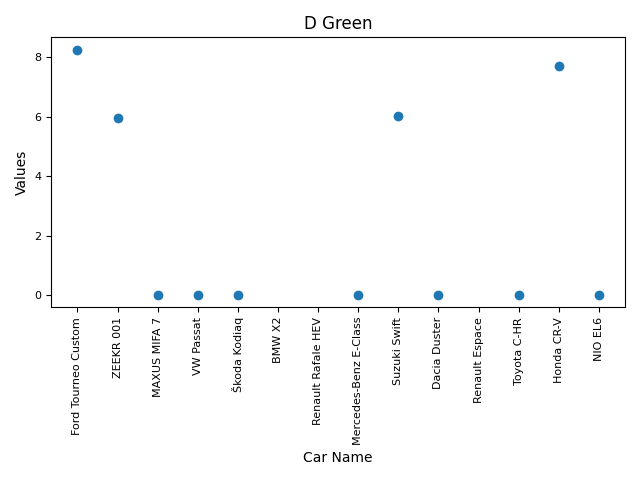 D Green
Values
8
6
4
2
0
Ford Tourneo Custom
ZEEKR 001
MAXUS MIFA 7
VW Passat
Škoda Kodiaq
BMW X2
Renault Rafale HEV
Mercedes-Benz E-Class
Suzuki Swift
Dacia Duster
Renault Espace
Toyota C-HR
Honda CR-V
NIO EL6
Car Name